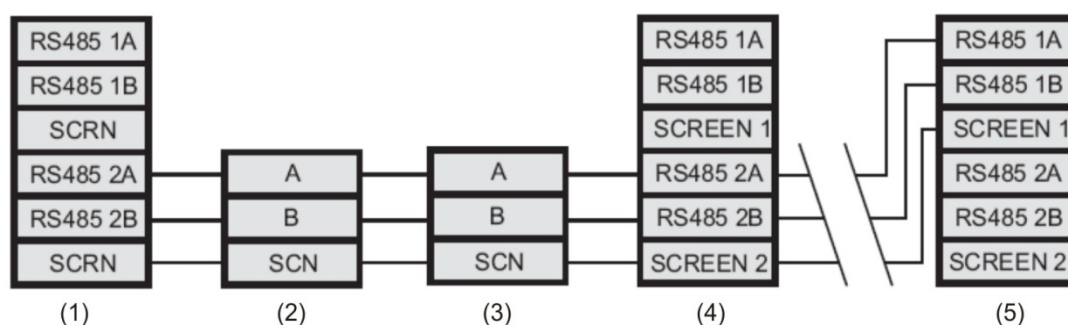 RS485 1A
RS485 1B
SCRN
RS485 2A
RS485 2B
SCRN
(1)
A
B
SCN
(2)
A
B
SCN
(3)
RS485 1A
RS485 1B
SCREEN 1
RS485 2A
RS485 2B
SCREEN 2
(4)
RS485 1A
RS485 1B
SCREEN 1
RS485 2A
RS485 2B
SCREEN 2
(5)